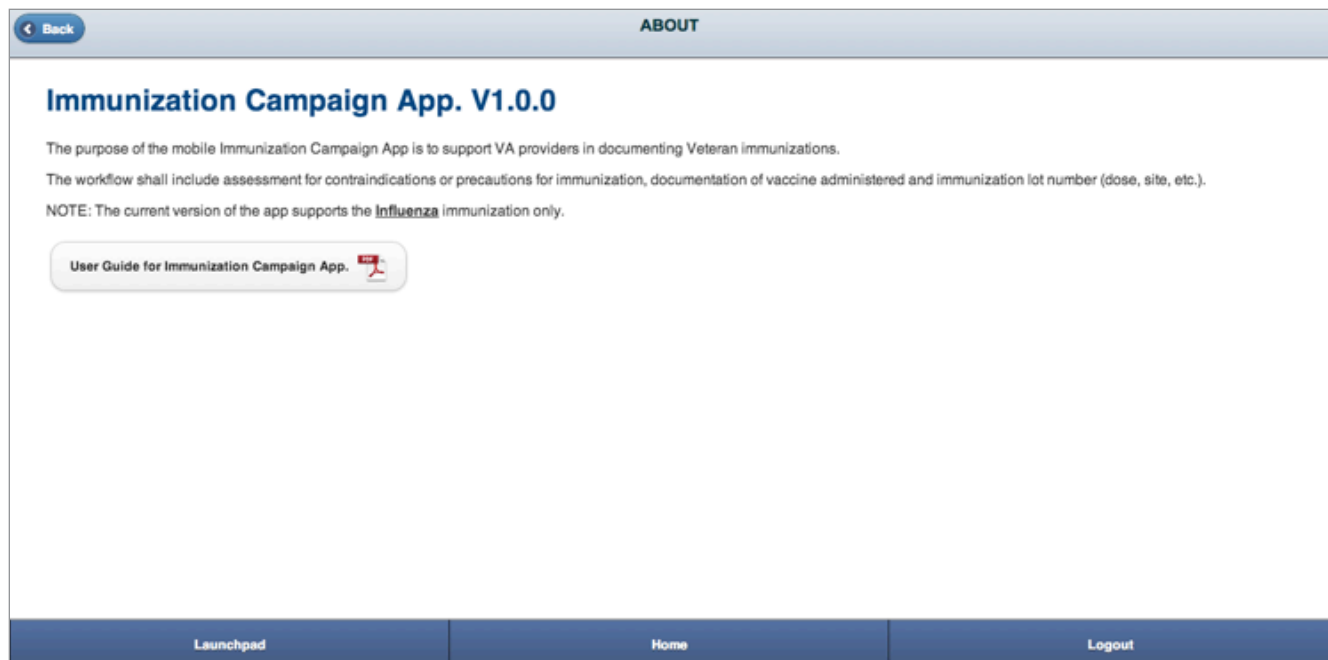 Back
ABOUT
Immunization Campaign App. V1.0.0
The purpose of the mobile Immunization Campaign App is to support VA providers in documenting Veteran immunizations.
The workflow shall include assessment for contraindications or precautions for immunization, documentation of vaccine administered and immunization lot number (dose, site, etc.).
NOTE: The current version of the app supports the Influenza immunization only.
User Guide for Immunization Campaign App. PDF
Launchpad Home Logout